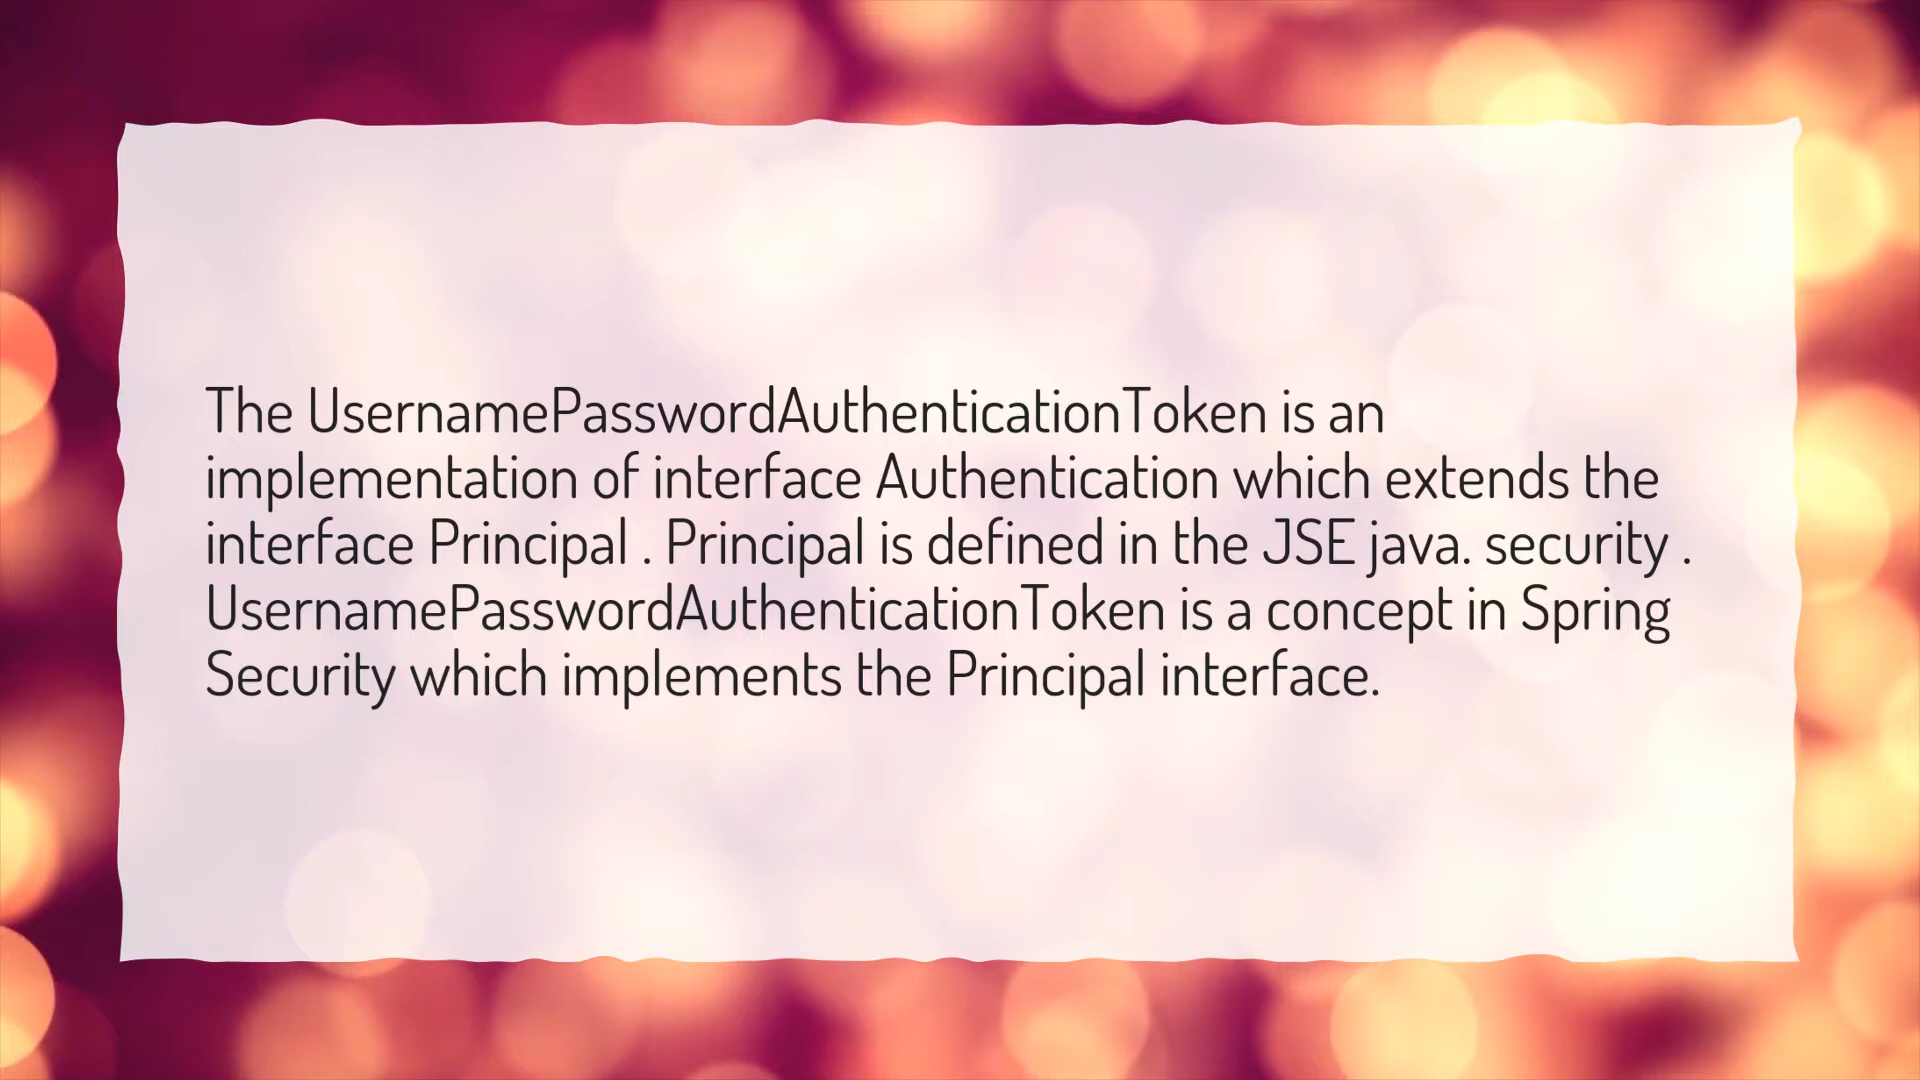 The UsernamePasswordAuthenticationToken is an
implementation of interface Authentication which extends the
interface Principal . Principal is defined in the JSE java. security .
UsernamePasswordAuthenticationToken is a concept in Spring
Security which implements the Principal interface.